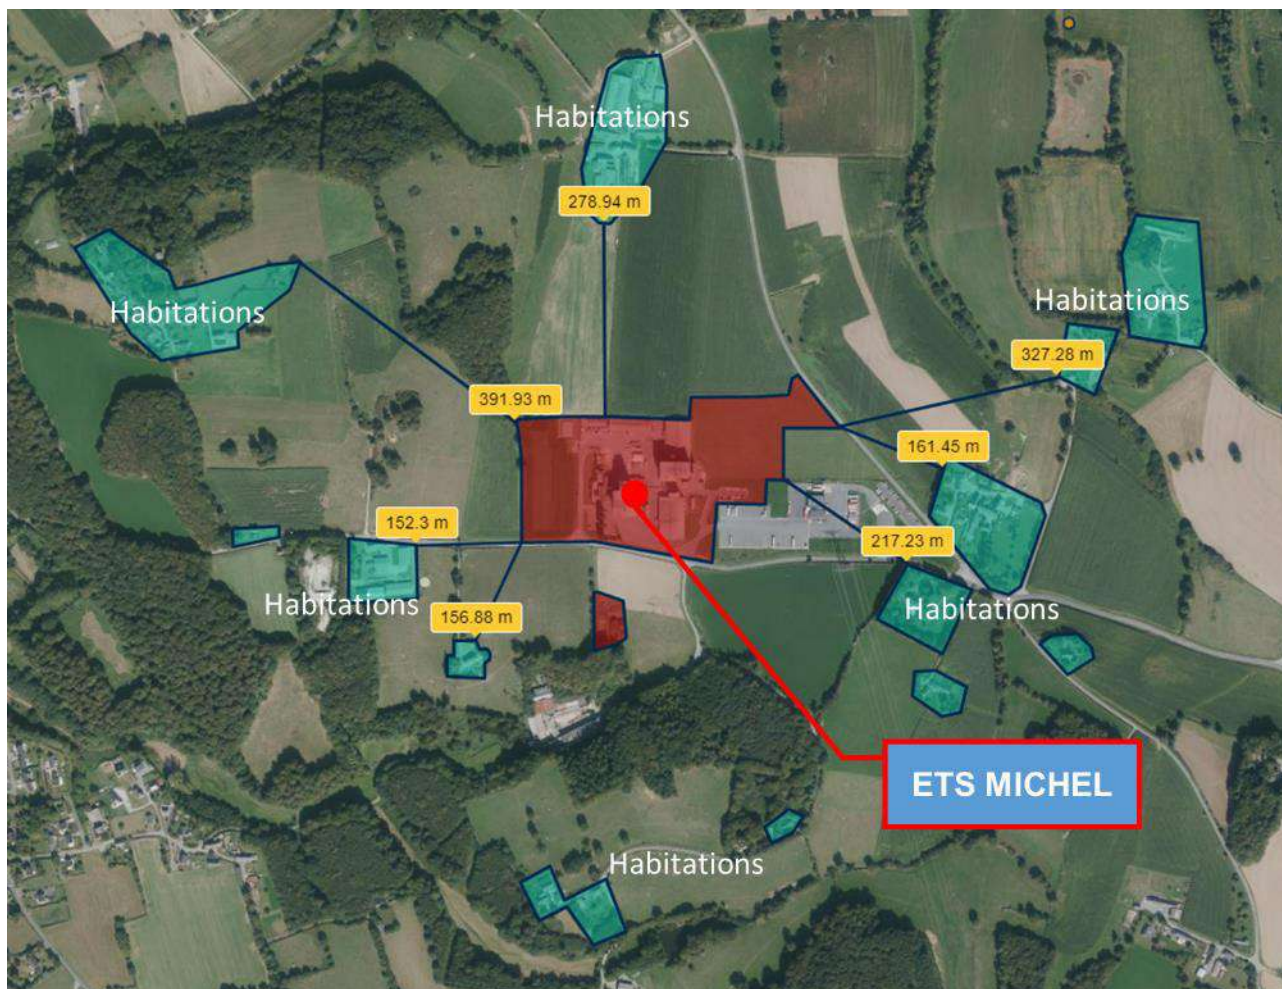 Habitations
278.94 m
Habitations
Habitations
327.28 m
391.93 m
161.45 m
152.3 m
217.23 m
Habitations
156.88 m
Habitations
ETS MICHEL
Habitations